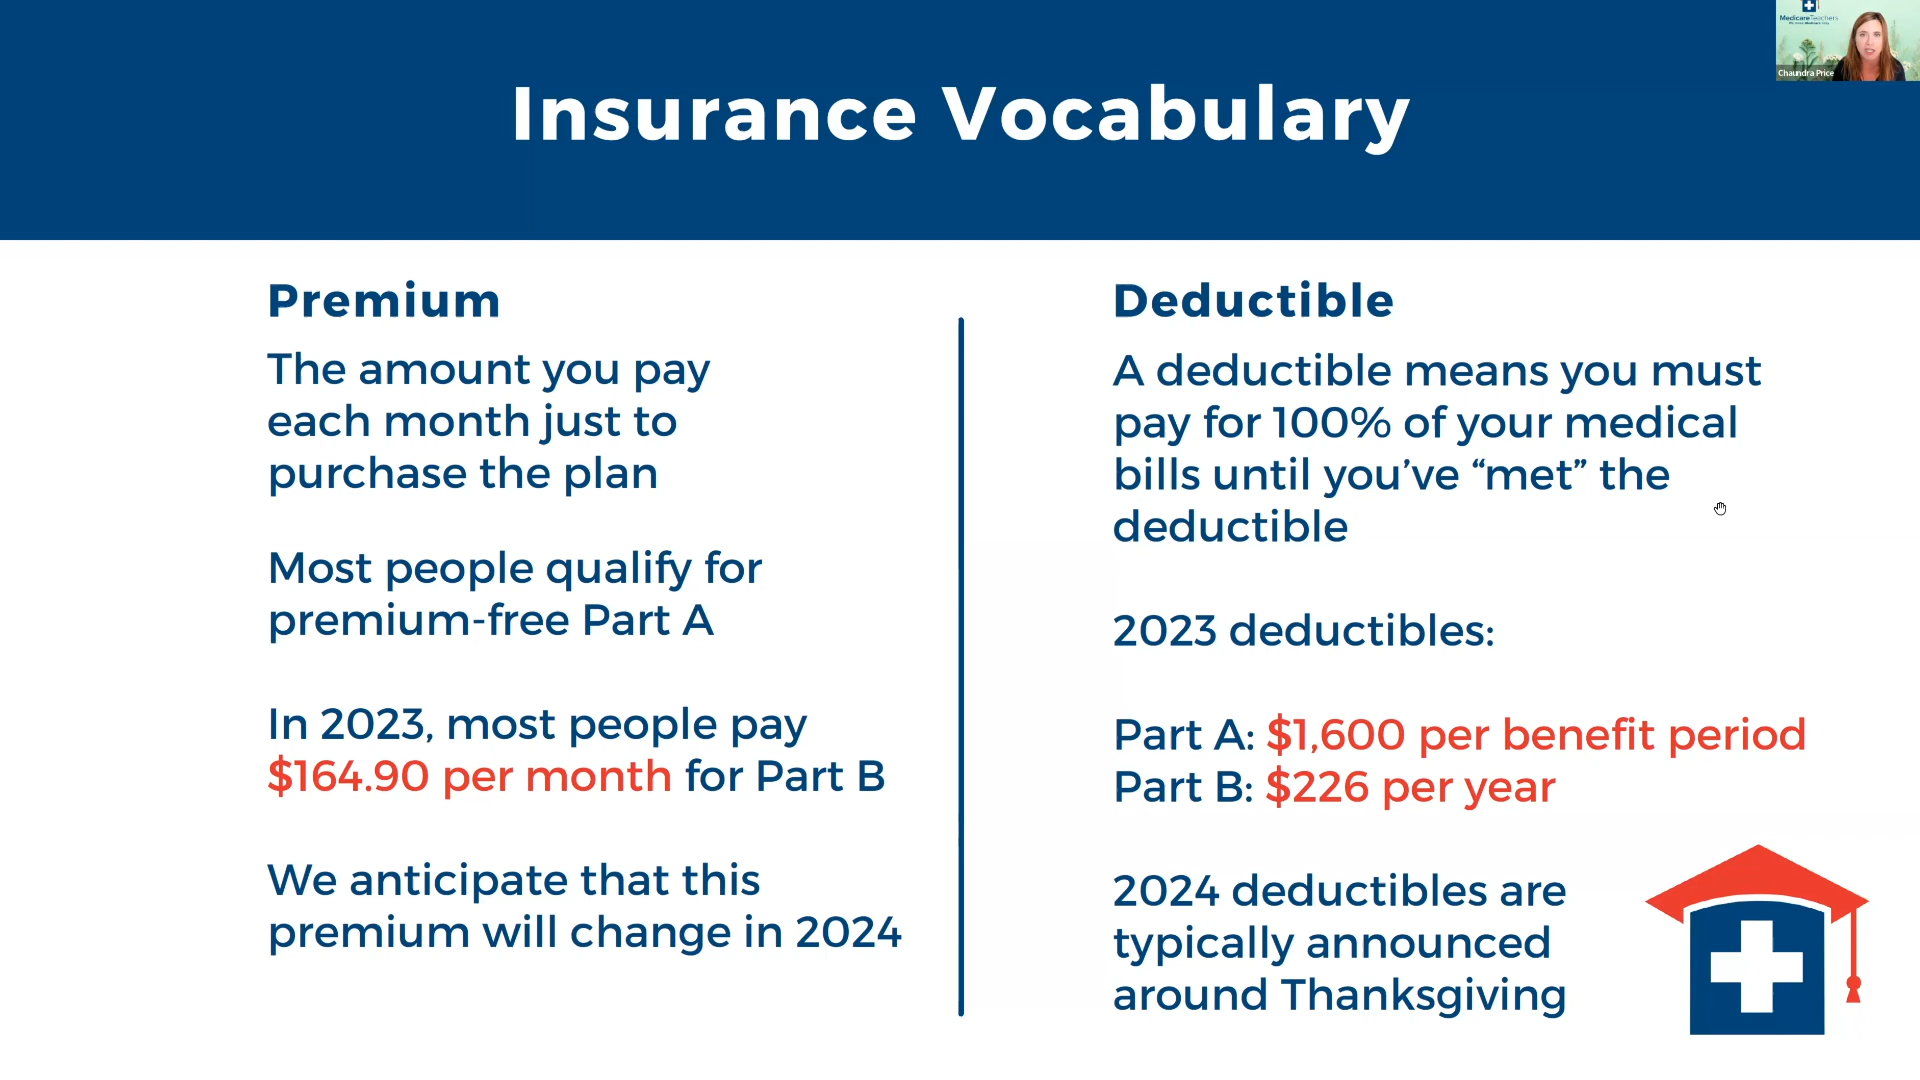 MedicareTeachers
Chaundra Price
Insurance Vocabulary
Premium
The amount you pay
each month just to
purchase the plan
Most people qualify for
premium-free Part A
In 2023, most people pay
$164.90 per month for Part B
We anticipate that this
premium will change in 2024
Deductible
A deductible means you must
pay for 100% of your medical
bills until you’ve “met” the
deductible
2023 deductibles:
Part A: $1,600 per benefit period
Part B: $226 per year
2024 deductibles are
typically announced
around Thanksgiving